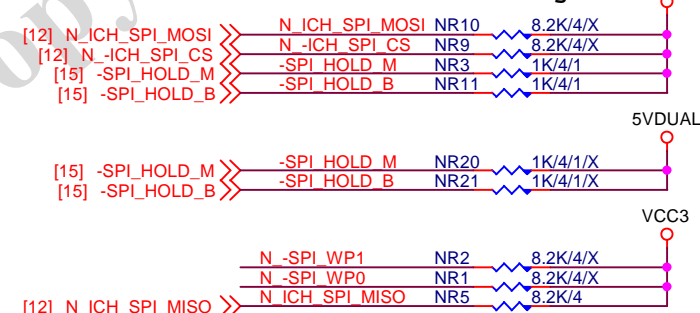 [12] N_ICH_SPI_MOSI N_ICH_SPI_MOSI NR10 8.2K/4/X
[12] N_-ICH_SPI_CS N_-ICH_SPI_CS NR9 8.2K/4/X
[15] -SPI_HOLD_M -SPI_HOLD_M NR3 1K/4/1
[15] -SPI_HOLD_B -SPI_HOLD_B NR11 1K/4/1
5VDUAL
[15] -SPI_HOLD_M -SPI_HOLD_M NR20 1K/4/1/X
[15] -SPI_HOLD_B -SPI_HOLD_B NR21 1K/4/1/X
VCC3
N_-SPI_WP1 NR2 8.2K/4/X
N_-SPI_WP0 NR1 8.2K/4/X
[12] N_ICH_SPI_MISO N_ICH_SPI_MISO NR5 8.2K/4